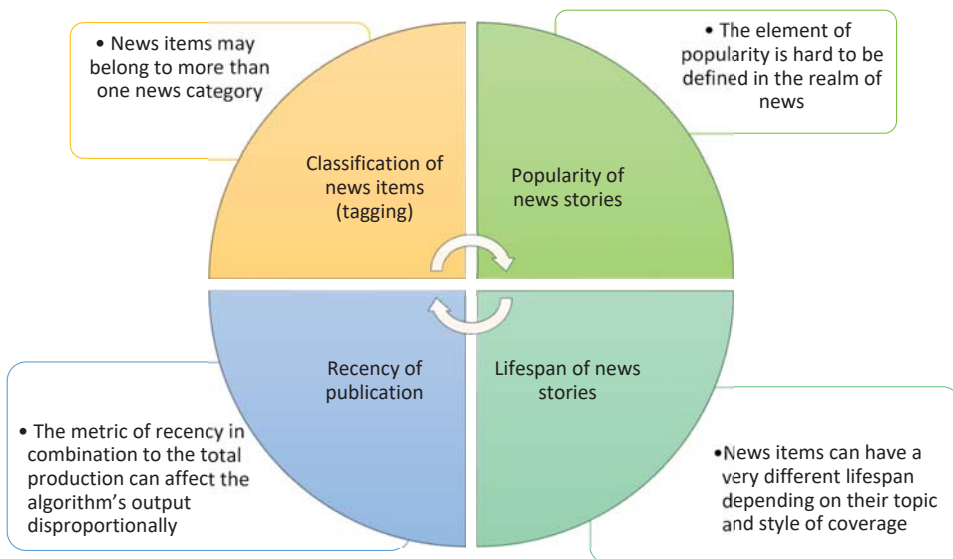 • News items may
belong to more than
one news category
• The element of
popularity is hard to be
defined in the realm of
news
Classification of
news items
(tagging)
Popularity of
news stories
Recency of
publication
Lifespan of news
stories
• The metric of recency in
combination to the total
production can affect the
algorithm's output
disproportionally
•News items can have a
very different lifespan
depending on their topic
and style of coverage